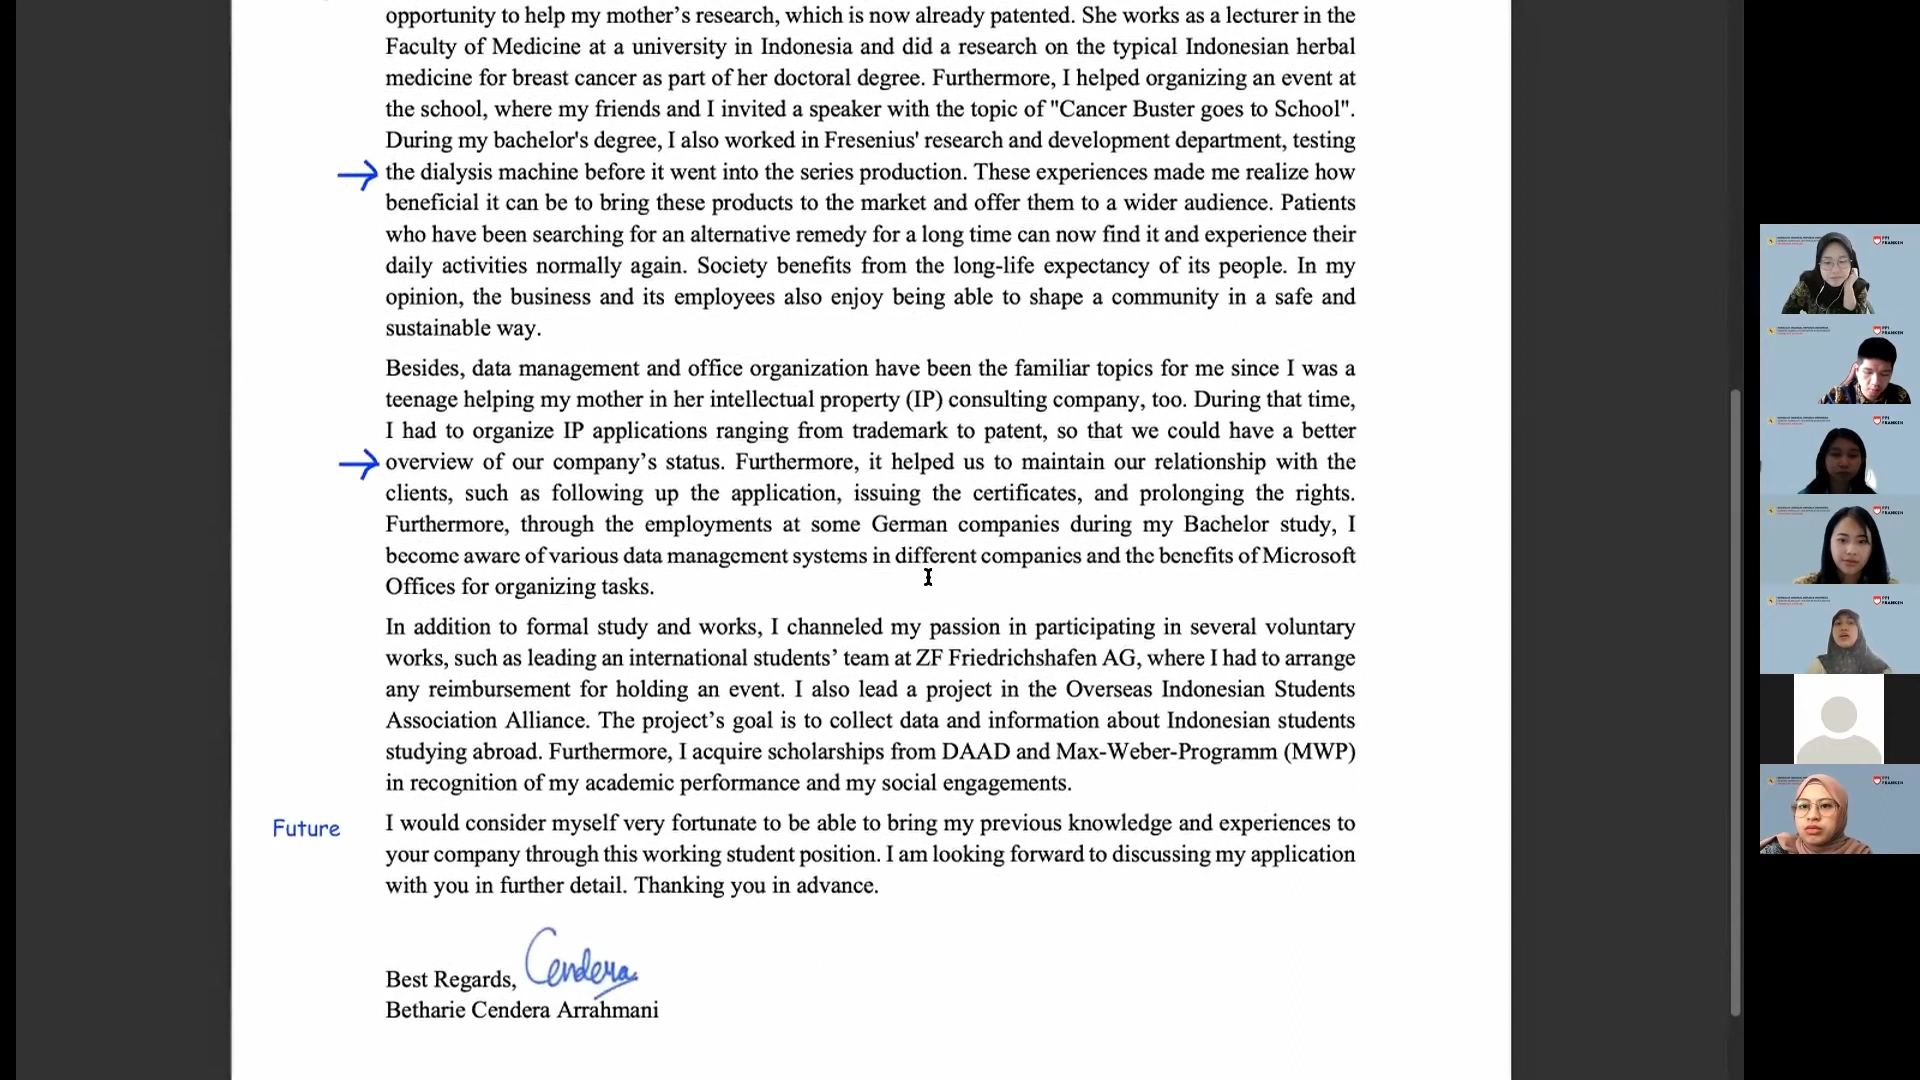 opportunity to help my mother’s research, which is now already patented. She works as a lecturer in the
Faculty of Medicine at a university in Indonesia and did a research on the typical Indonesian herbal
medicine for breast cancer as part of her doctoral degree. Furthermore, I helped organizing an event at
the school, where my friends and I invited a speaker with the topic of "Cancer Buster goes to School".
During my bachelor's degree, I also worked in Fresenius' research and development department, testing
the dialysis machine before it went into the series production. These experiences made me realize how
beneficial it can be to bring these products to the market and offer them to a wider audience. Patients
who have been searching for an alternative remedy for a long time can now find it and experience their
daily activities normally again. Society benefits from the long-life expectancy of its people. In my
opinion, the business and its employees also enjoy being able to shape a community in a safe and
sustainable way.
Besides, data management and office organization have been the familiar topics for me since I was a
teenage helping my mother in her intellectual property (IP) consulting company, too. During that time,
I had to organize IP applications ranging from trademark to patent, so that we could have a better
overview of our company’s status. Furthermore, it helped us to maintain our relationship with the
clients, such as following up the application, issuing the certificates, and prolonging the rights.
Furthermore, through the employments at some German companies during my Bachelor study, I
become aware of various data management systems in different companies and the benefits of Microsoft
Offices for organizing tasks.
In addition to formal study and works, I channeled my passion in participating in several voluntary
works, such as leading an international students’ team at ZF Friedrichshafen AG, where I had to arrange
any reimbursement for holding an event. I also lead a project in the Overseas Indonesian Students
Association Alliance. The project’s goal is to collect data and information about Indonesian students
studying abroad. Furthermore, I acquire scholarships from DAAD and Max-Weber-Programm (MWP)
in recognition of my academic performance and my social engagements.
Future
I would consider myself very fortunate to be able to bring my previous knowledge and experiences to
your company through this working student position. I am looking forward to discussing my application
with you in further detail. Thanking you in advance.
Cendera
Best Regards,
Betharie Cendera Arrahmani
PPI
FRANKEN
PPI
FRANKEN
PPI
FRANKEN
PPI
FRANKEN
PPI
FRANKEN
PPI
FRANKEN